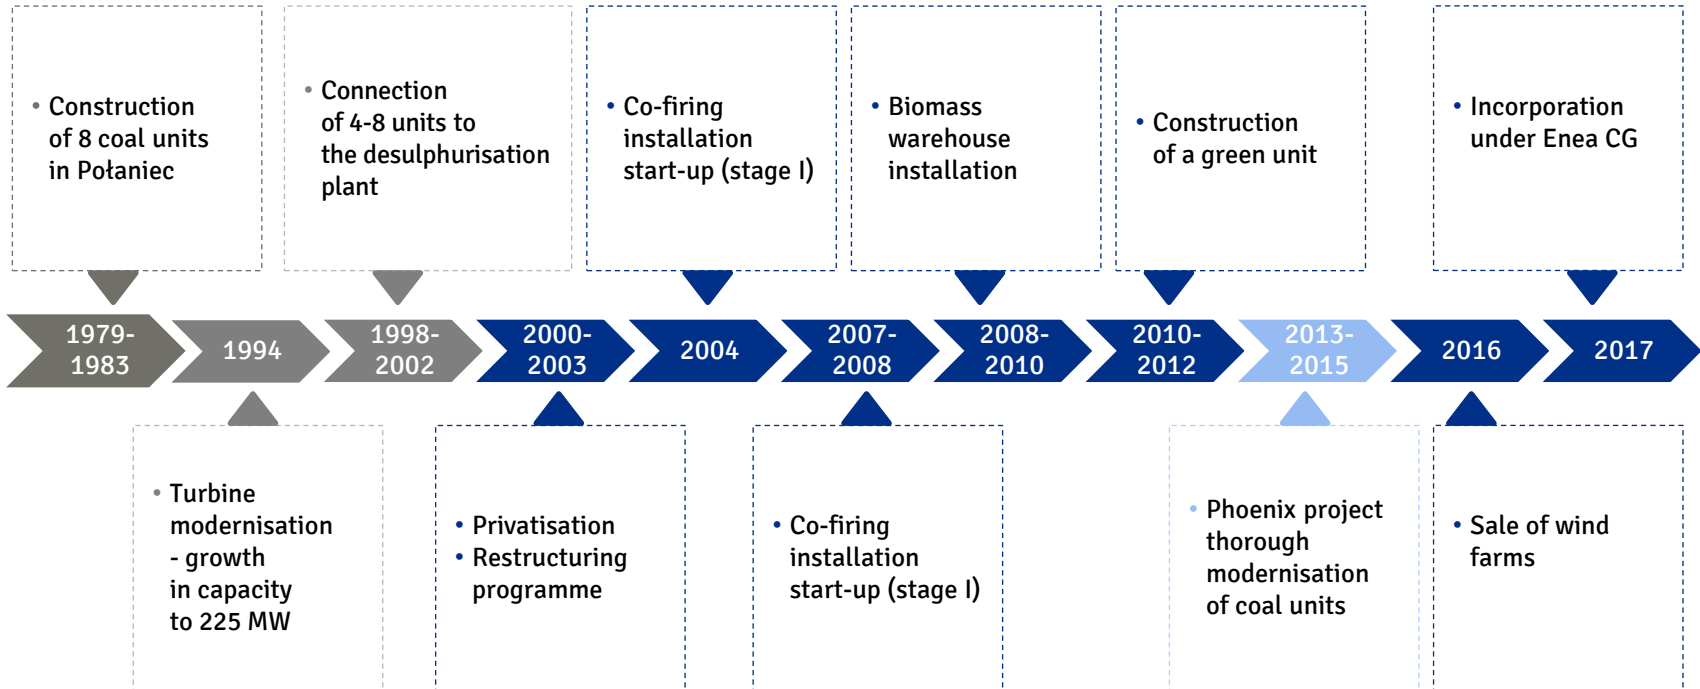 • Construction
of 8 coal units
in Połaniec
• Connection
of 4-8 units to
the desulphurisation
plant
• Co-firing
installation
start-up (stage I)
• Biomass
warehouse
installation
• Construction
of a green unit
• Incorporation
under Enea CG
1979-
1983
1994
1998-
2002
2000-
2003
2004
2007-
2008
2008-
2010
2010-
2012
2013-
2015
2016
2017
• Turbine
modernisation
- growth
in capacity
to 225 MW
• Privatisation
• Restructuring
programme
• Co-firing
installation
start-up (stage I)
• Phoenix project
thorough
modernisation
of coal units
• Sale of wind
farms